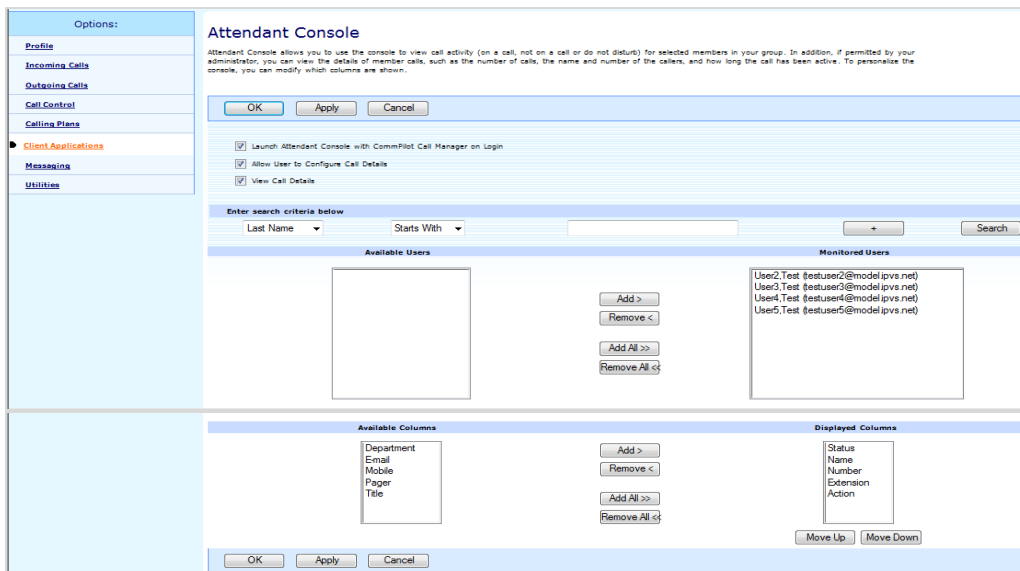 Options:
Profile
Incoming Calls
Outgoing Calls
Call Control
Calling Plans
Client Applications
Messaging
Utilities
Attendant Console
Attendant Console allows you to use the console to view call activity (on a call, not on a call or do not disturb) for selected members in your group. In addition, if permitted by your
administrator, you can view the details of member calls, such as the number of calls, the name and number of the callers, and how long the call has been active. To personalize the
console, you can modify which columns are shown.
OK Apply Cancel
Launch Attendant Console with CommPilot Call Manager on Login
Allow User to Configure Call Details
View Call Details
Enter search criteria below
Last Name Starts With + Search
Available Users Monitored Users
User2,Test (testuser2@model.ipvs.net)
User3,Test (testuser3@model.ipvs.net)
User4,Test (testuser4@model.ipvs.net)
User5,Test (testuser5@model.ipvs.net)
Add >
Remove <
Add All >>
Remove All <<
Available Columns Displayed Columns
Department
E-mail
Mobile
Pager
Title
Add >
Remove <
Add All >>
Remove All <<
Status
Name
Number
Extension
Action
Move Up Move Down
OK Apply Cancel